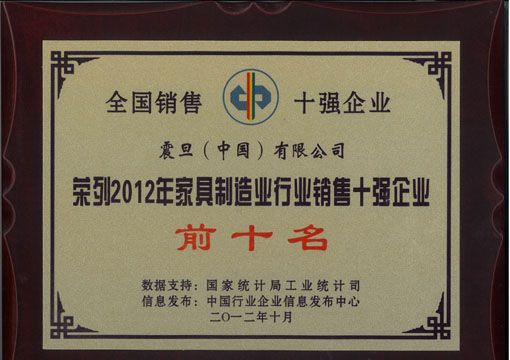 全国销售 十强企业
震旦（中国）有限公司
荣列2012年家具制造业行业销售十强企业
前十名
数据支持：国家统计局工业统计司
信息发布：中国行业企业信息发布中心
二〇一二年十月